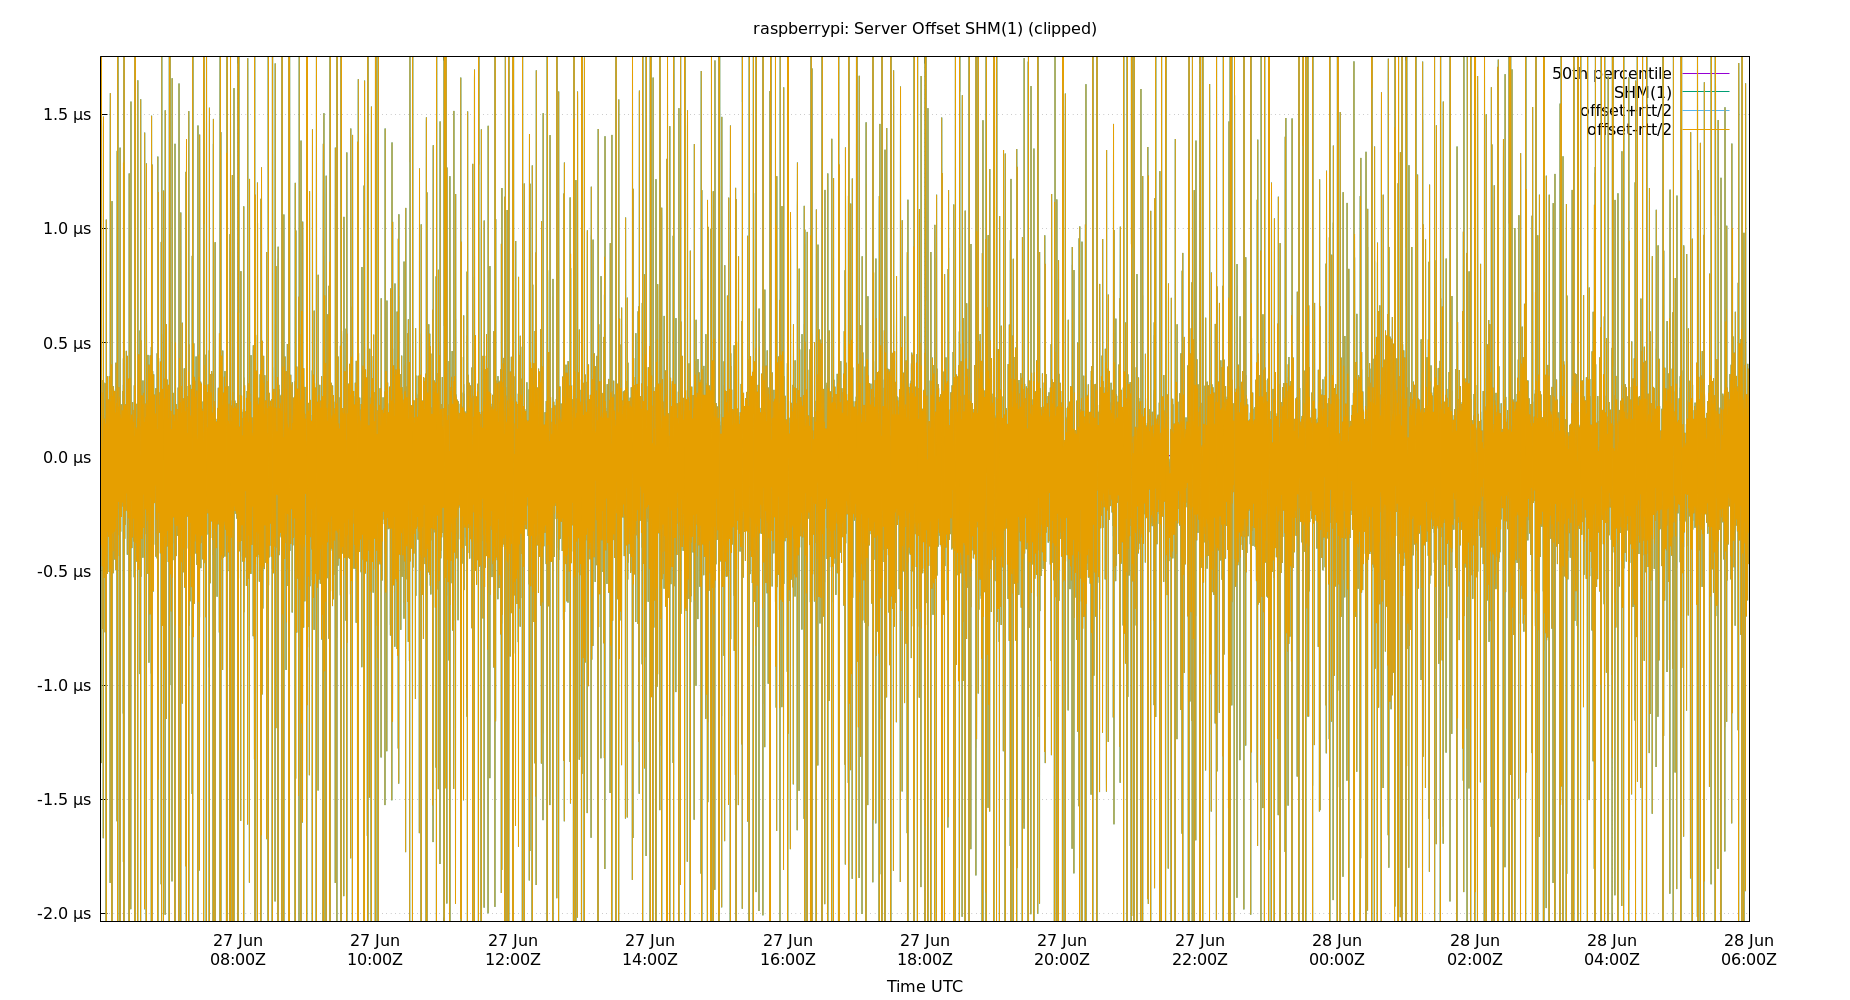 raspberrypi: Server Offset SHM(1) (clipped)
50th percentile
SHM(1)
offset+rtt/2
offset-rtt/2
1.5 µs
1.0 µs
0.5 µs
0.0 µs
-0.5 µs
-1.0 µs
-1.5 µs
-2.0 µs
27 Jun 27 Jun 27 Jun 27 Jun 27 Jun 27 Jun 27 Jun 27 Jun 28 Jun 28 Jun 28 Jun 28 Jun
08:00Z 10:00Z 12:00Z 14:00Z 16:00Z 18:00Z 20:00Z 22:00Z 00:00Z 02:00Z 04:00Z 06:00Z
Time UTC